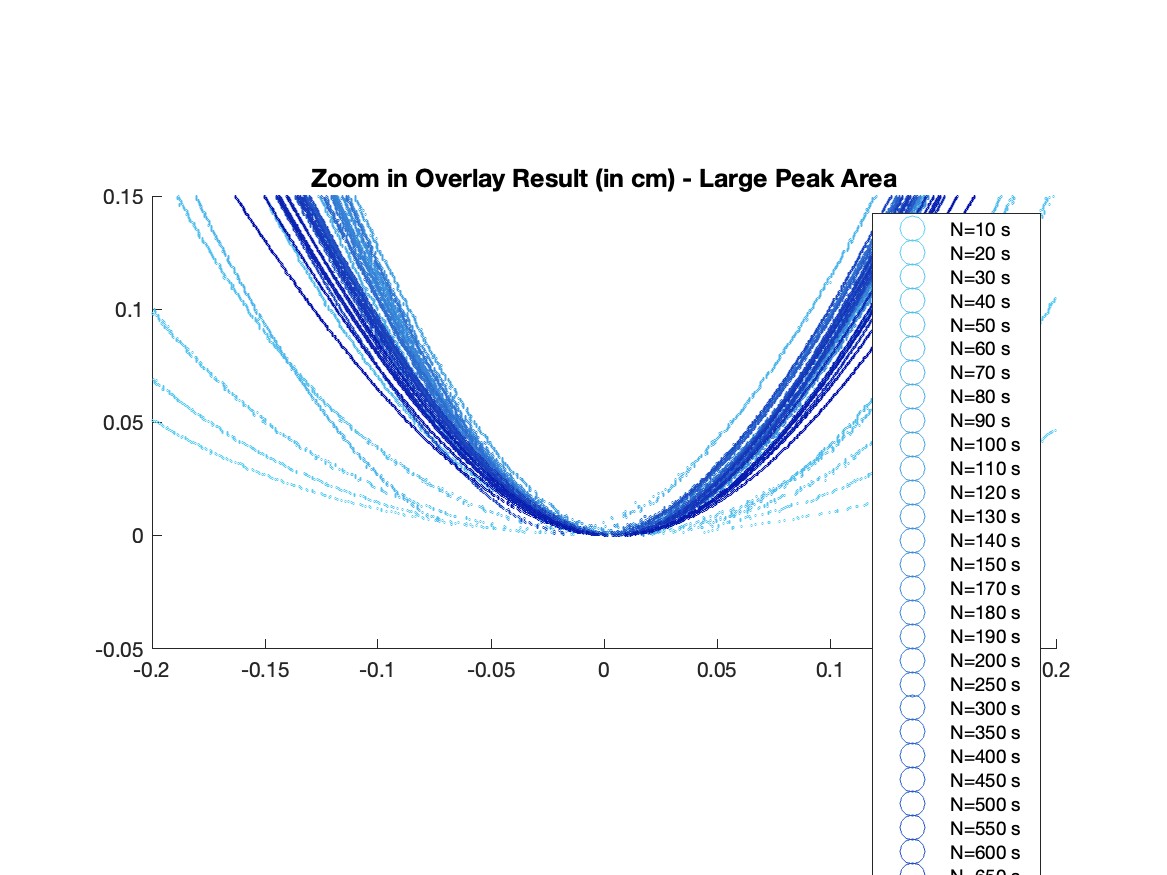 Zoom in Overlay Result (in cm) - Large Peak Area
0.15
0.1
0.05
0
-0.05
-0.2
-0.15
-0.1
-0.05
0
0.05
0.1
0.2
N=10 s
N=20 s
N=30 s
N=40 s
N=50 s
N=60 s
N=70 s
N=80 s
N=90 s
N=100 s
N=110 s
N=120 s
N=130 s
N=140 s
N=150 s
N=170 s
N=180 s
N=190 s
N=200 s
N=250 s
N=300 s
N=350 s
N=400 s
N=450 s
N=500 s
N=550 s
N=600 s